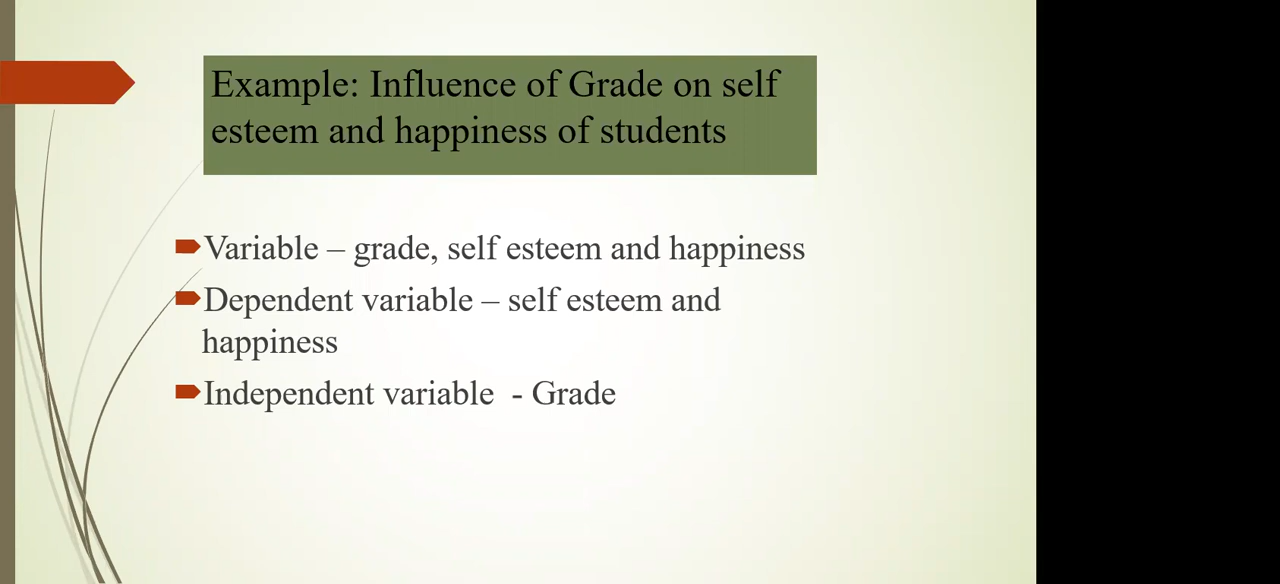 Example: Influence of Grade on self
esteem and happiness of students
Variable – grade, self esteem and happiness
Dependent variable – self esteem and
happiness
Independent variable  - Grade